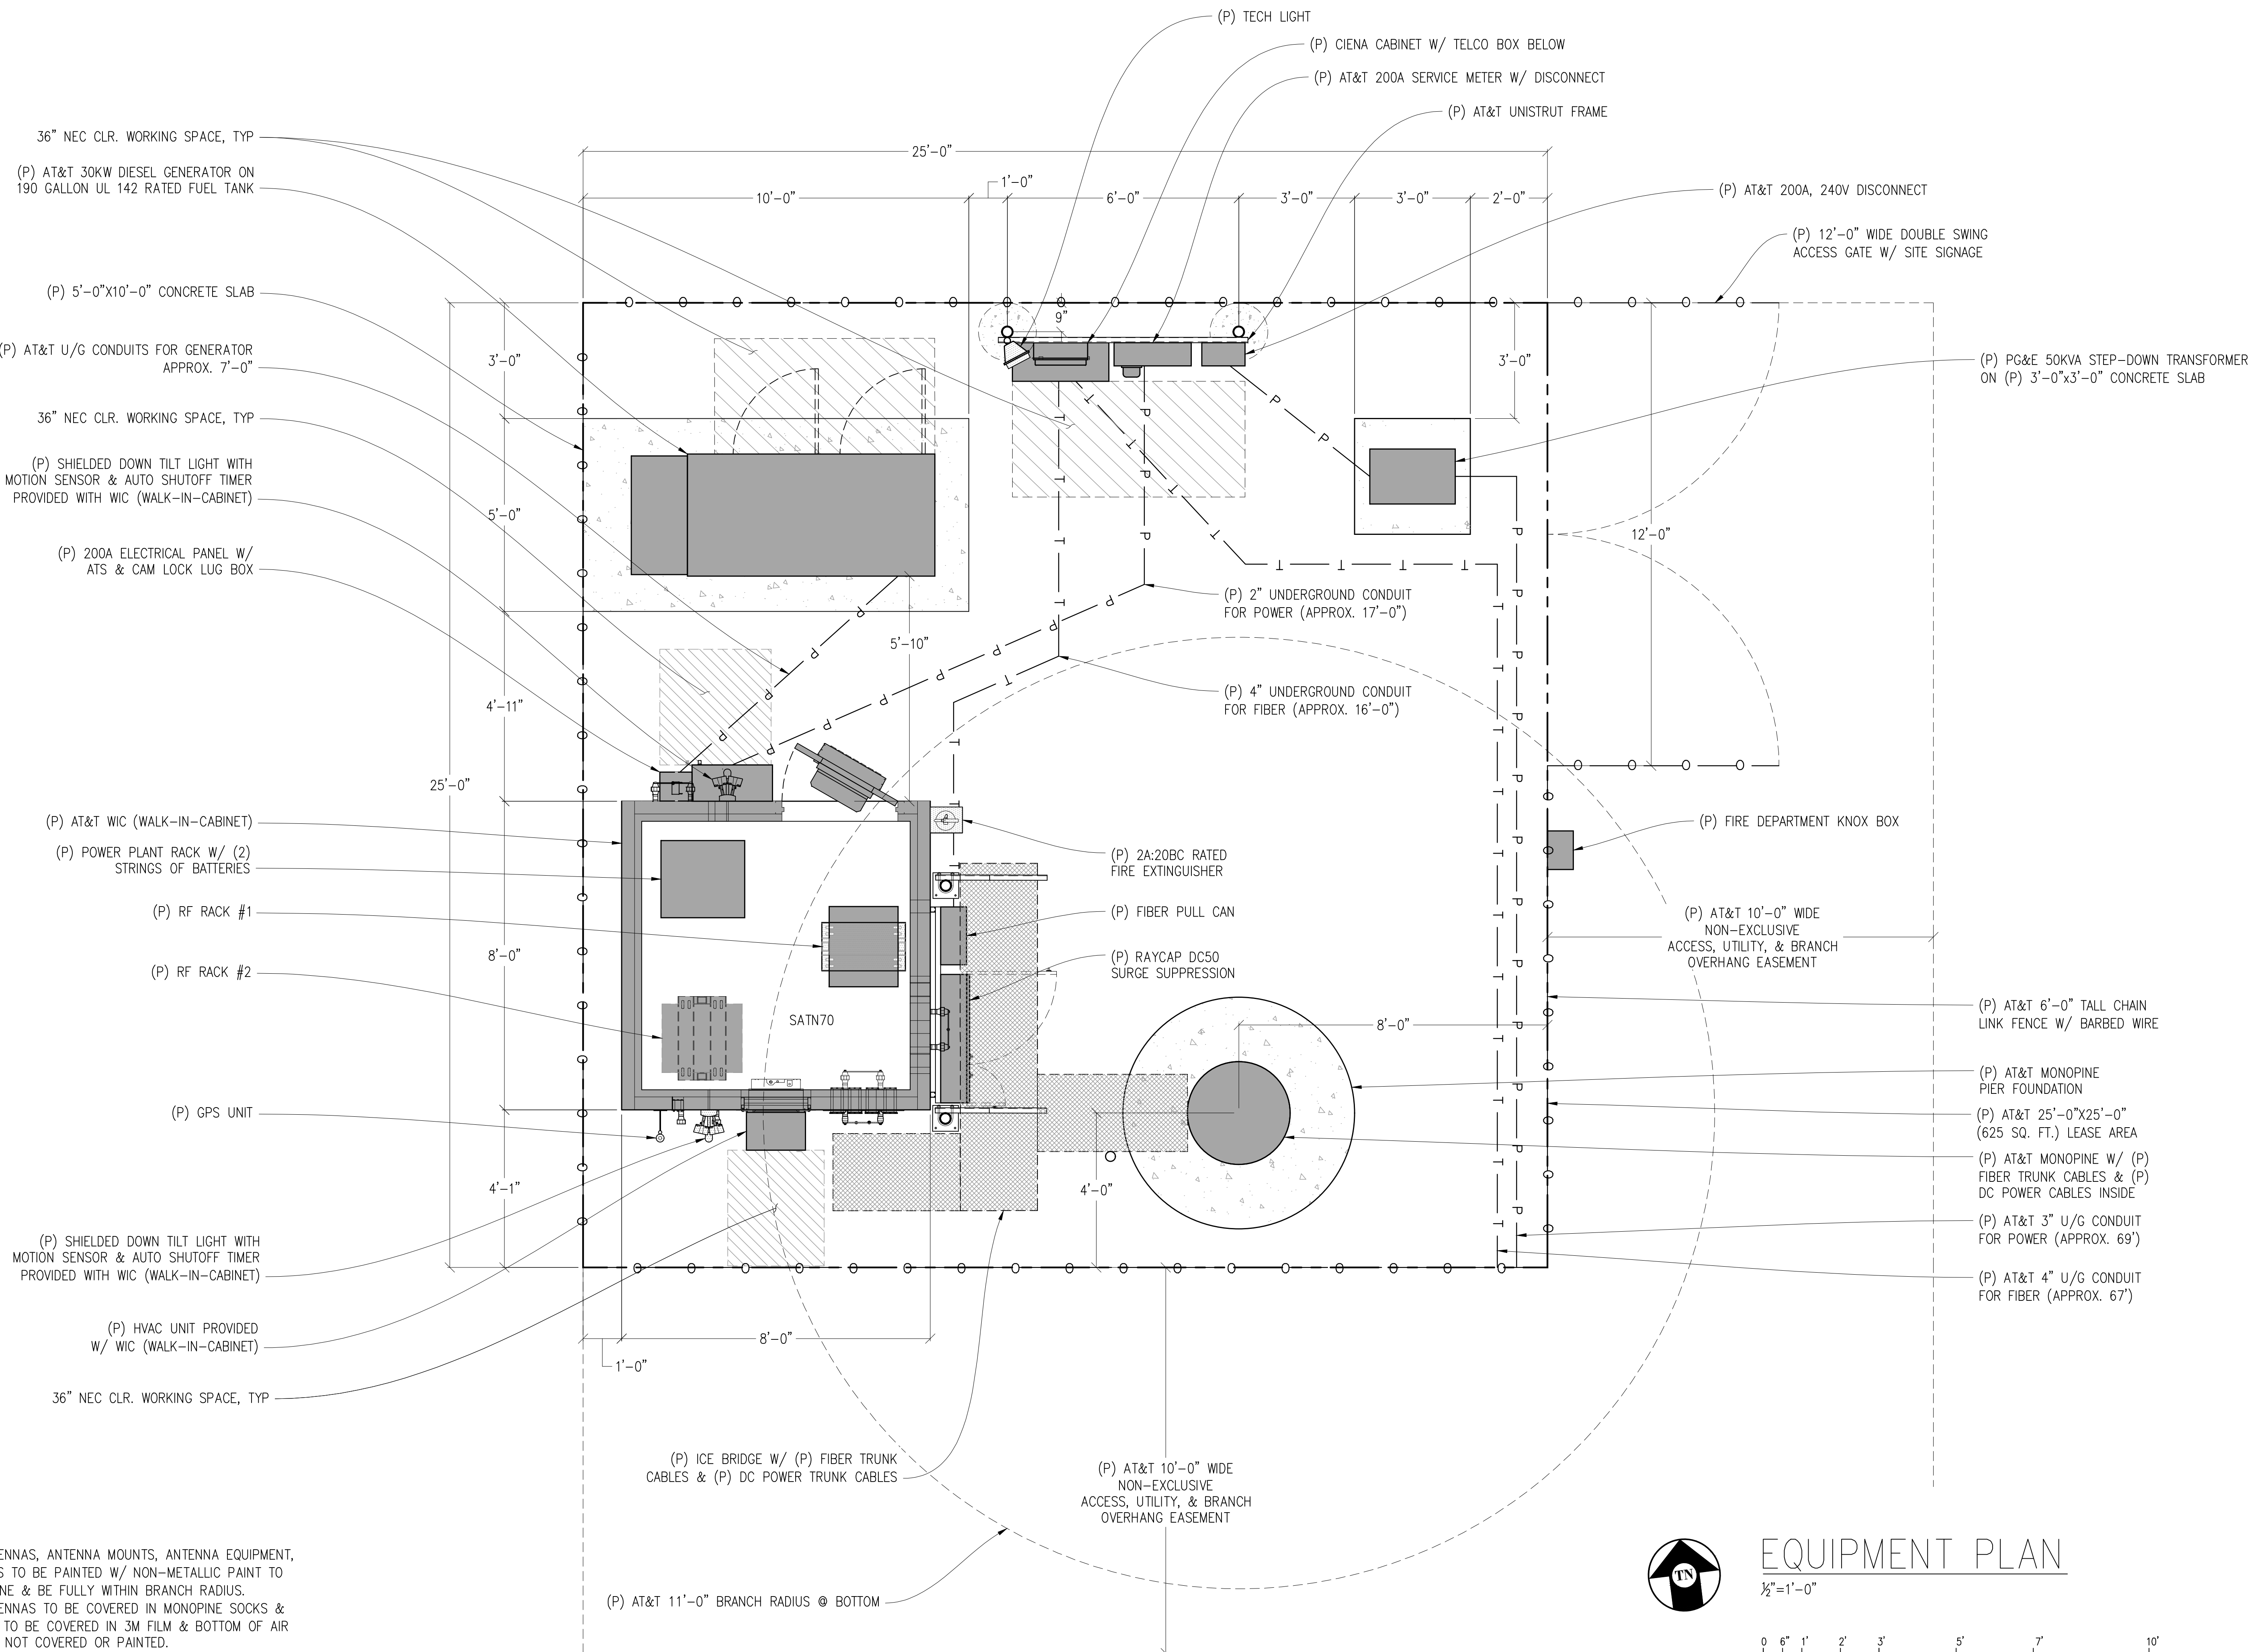 (P) TECH LIGHT
(P) CIENA CABINET W/ TELCO BOX BELOW
(P) AT&T 200A SERVICE METER W/ DISCONNECT
(P) AT&T UNISTRUT FRAME
36" NEC CLR. WORKING SPACE, TYP
25'-0"
(P) AT&T 30KW DIESEL GENERATOR ON
190 GALLON UL 142 RATED FUEL TANK
10'-0"
1'-0"
6'-0"
3'-0"
3'-0"
2'-0"
(P) AT&T 200A, 240V DISCONNECT
(P) 12'-0" WIDE DOUBLE SWING
ACCESS GATE W/ SITE SIGNAGE
(P) 5'-0"X10'-0" CONCRETE SLAB
9"
(P) AT&T U/G CONDUITS FOR GENERATOR
APPROX. 7'-0"
3'-0"
3'-0"
(P) PG&E 50KVA STEP-DOWN TRANSFORMER
ON (P) 3'-0"x3'-0" CONCRETE SLAB
36" NEC CLR. WORKING SPACE, TYP
(P) SHIELDED DOWN TILT LIGHT WITH
MOTION SENSOR & AUTO SHUTOFF TIMER
PROVIDED WITH WIC (WALK-IN-CABINET)
5'-0"
12'-0"
(P) 200A ELECTRICAL PANEL W/
ATS & CAM LOCK LUG BOX
(P) 2" UNDERGROUND CONDUIT
FOR POWER (APPROX. 17'-0")
5'-10"
(P) 4" UNDERGROUND CONDUIT
FOR FIBER (APPROX. 16'-0")
4'-11"
25'-0"
(P) AT&T WIC (WALK-IN-CABINET)
(P) POWER PLANT RACK W/ (2)
STRINGS OF BATTERIES
(P) FIRE DEPARTMENT KNOX BOX
(P) 2A:20BC RATED
FIRE EXTINGUISHER
(P) RF RACK #1
(P) FIBER PULL CAN
(P) AT&T 10'-0" WIDE
NON-EXCLUSIVE
ACCESS, UTILITY, & BRANCH
OVERHANG EASEMENT
8'-0"
(P) RF RACK #2
(P) RAYCAP DC50
SURGE SUPPRESSION
SATN70
8'-0"
(P) AT&T 6'-0" TALL CHAIN
LINK FENCE W/ BARBED WIRE
(P) AT&T MONOPINE
PIER FOUNDATION
(P) GPS UNIT
(P) AT&T 25'-0"X25'-0"
(625 SQ. FT.) LEASE AREA
(P) AT&T MONOPINE W/ (P)
FIBER TRUNK CABLES & (P)
DC POWER CABLES INSIDE
4'-1"
4'-0"
(P) AT&T 3" U/G CONDUIT
FOR POWER (APPROX. 69')
(P) SHIELDED DOWN TILT LIGHT WITH
MOTION SENSOR & AUTO SHUTOFF TIMER
PROVIDED WITH WIC (WALK-IN-CABINET)
(P) AT&T 4" U/G CONDUIT
FOR FIBER (APPROX. 67')
(P) HVAC UNIT PROVIDED
W/ WIC (WALK-IN-CABINET)
8'-0"
1'-0"
36" NEC CLR. WORKING SPACE, TYP
(P) ICE BRIDGE W/ (P) FIBER TRUNK
CABLES & (P) DC POWER TRUNK CABLES
(P) AT&T 10'-0" WIDE
NON-EXCLUSIVE
ACCESS, UTILITY, & BRANCH
OVERHANG EASEMENT
ENNAS, ANTENNA MOUNTS, ANTENNA EQUIPMENT,
S TO BE PAINTED W/ NON-METALLIC PAINT TO
NE & BE FULLY WITHIN BRANCH RADIUS.
ENNAS TO BE COVERED IN MONOPINE SOCKS &
TO BE COVERED IN 3M FILM & BOTTOM OF AIR
NOT COVERED OR PAINTED.
(P) AT&T 11'-0" BRANCH RADIUS @ BOTTOM
TN
EQUIPMENT PLAN
½"=1'-0"
0 6" 1' 2' 3' 5' 7' 10'